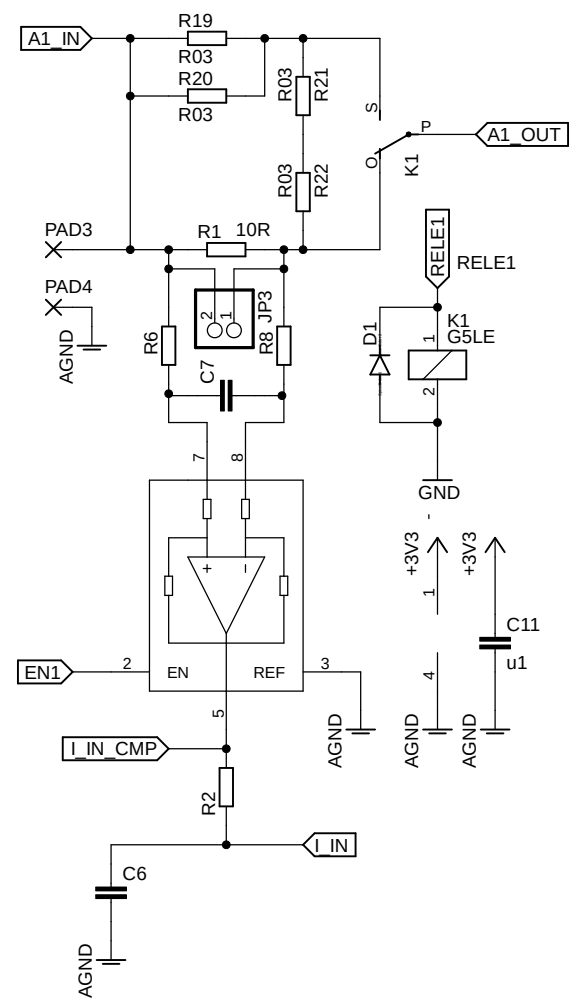 R19
A1_IN
R03
R20
R03
R03
R21
S
P
A1_OUT
O
K1
R03
R22
PAD3
R1
10R
RELE1
RELE1
PAD4
JP3
2
1
AGND
R6
R8
C7
D1
K1
G5LE
1
2
7
8
GND
-
+3V3
+3V3
+
−
1
C11
u1
EN1
2
EN
REF
3
4
5
AGND
AGND
AGND
I_IN_CMP
R2
I_IN
C6
AGND